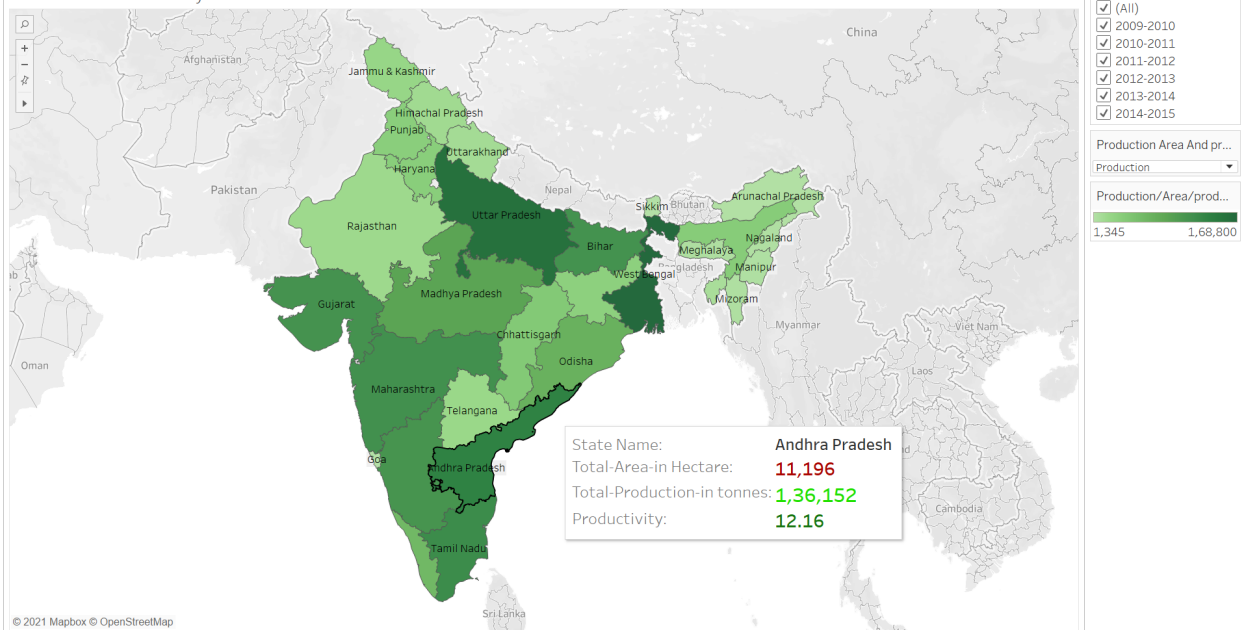 (All)
2009-2010
2010-2011
2011-2012
2012-2013
2013-2014
2014-2015
Production Area And pr...
Production
Production/Area/prod...
1,345 1,68,800
China
Afghanistan
Jammu & Kashmir
Himachal Pradesh
Punjab
Uttarakhand
Haryana
Pakistan
Nepal
Sikkim
Bhutan
Arunachal Pradesh
Uttar Pradesh
Rajasthan
Bihar
Nagaland
Meghalaya
Manipur
West Bengal
Madhya Pradesh
Gujarat
Mizoram
Myanmar
Viet Nam
Chhattisgarh
Odisha
Oman
Laos
Maharashtra
Telangana
Goa
Andhra Pradesh
State Name: Andhra Pradesh
Total-Area-in Hectare: 11,196
Total-Production-in tonnes: 1,36,152
Productivity: 12.16
Cambodia
Tamil Nadu
Sri Lanka
© 2021 Mapbox © OpenStreetMap